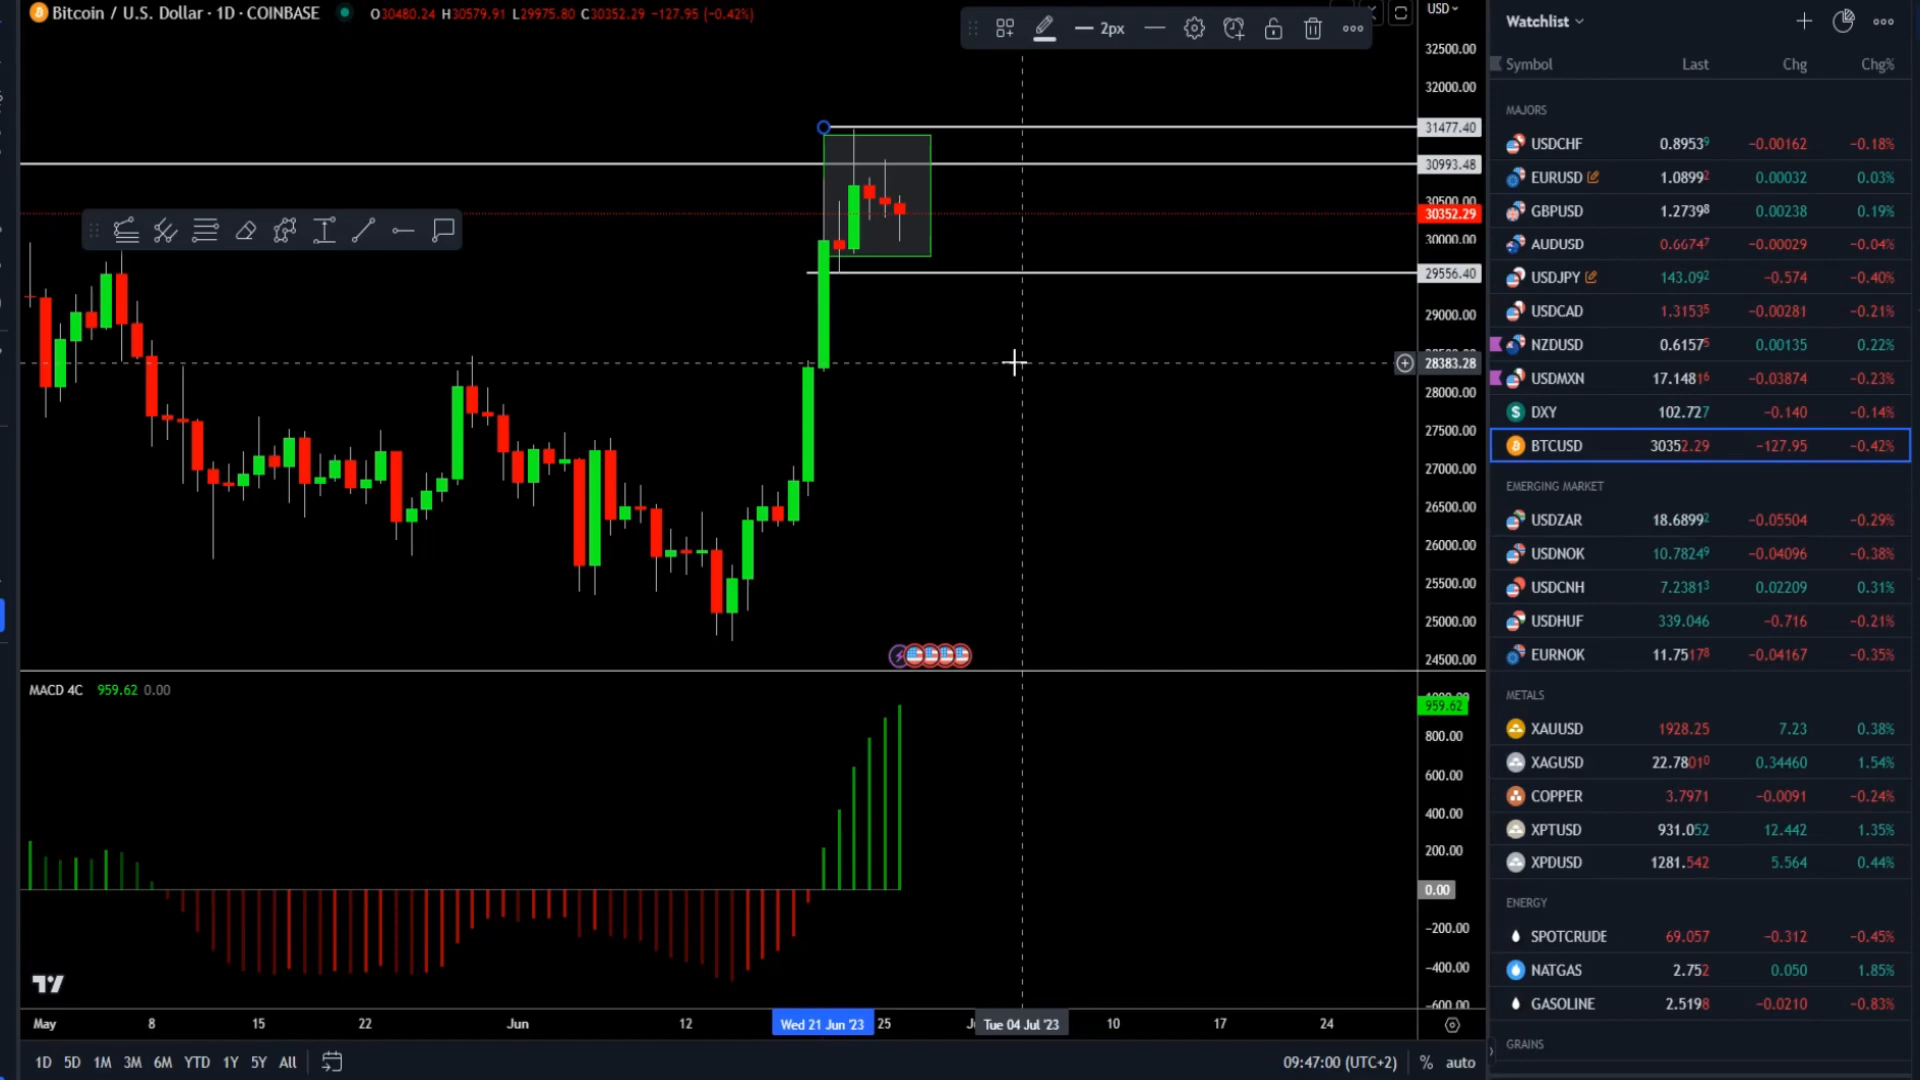 Bitcoin / U.S. Dollar · 1D · COINBASE O30480.24 H30579.91 L29975.80 C30352.29 −127.95 (−0.42%)
2px
USD
32500.00
32000.00
31477.40
30993.48
30500.00
30352.29
30000.00
29556.40
29000.00
28383.28
28000.00
27500.00
27000.00
26500.00
26000.00
25500.00
25000.00
24500.00
MACD 4C 959.62 0.00
959.62
800.00
600.00
400.00
200.00
0.00
−200.00
−400.00
−600.00
May 8 15 22 Jun 12 Wed 21 Jun '23 25 Tue 04 Jul '23 10 17 24
1D 5D 1M 3M 6M YTD 1Y 5Y All 09:47:00 (UTC+2) % auto
Watchlist
Symbol Last Chg Chg%
MAJORS
USDCHF 0.89539 −0.00162 −0.18%
EURUSD 1.08992 0.00032 0.03%
GBPUSD 1.27398 0.00238 0.19%
AUDUSD 0.66747 −0.00029 −0.04%
USDJPY 143.092 −0.574 −0.40%
USDCAD 1.31535 −0.00281 −0.21%
NZDUSD 0.61575 0.00135 0.22%
USDMXN 17.14816 −0.03874 −0.23%
DXY 102.727 −0.140 −0.14%
BTCUSD 30352.29 −127.95 −0.42%
EMERGING MARKET
USDZAR 18.68992 −0.05504 −0.29%
USDNOK 10.78249 −0.04096 −0.38%
USDCNH 7.23813 0.02209 0.31%
USDHUF 339.046 −0.716 −0.21%
EURNOK 11.75178 −0.04167 −0.35%
METALS
XAUUSD 1928.25 7.23 0.38%
XAGUSD 22.78010 0.34460 1.54%
COPPER 3.7971 −0.0091 −0.24%
XPTUSD 931.052 12.442 1.35%
XPDUSD 1281.542 5.564 0.44%
ENERGY
SPOTCRUDE 69.057 −0.312 −0.45%
NATGAS 2.752 0.050 1.85%
GASOLINE 2.5198 −0.0210 −0.83%
GRAINS